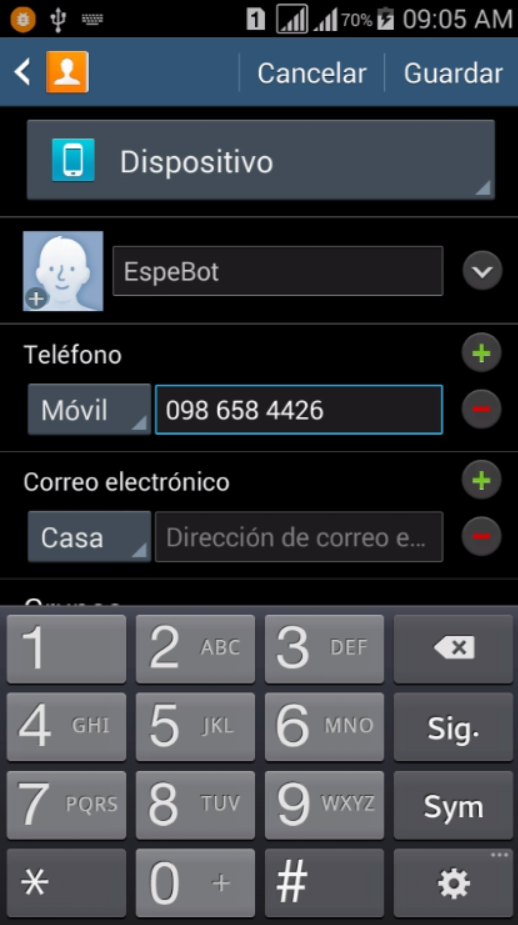 1 70% 09:05 AM
Cancelar Guardar
Dispositivo
EspeBot
Teléfono
Móvil 098 658 4426
Correo electrónico
Casa Dirección de correo e...
1 2 ABC 3 DEF
4 GHI 5 JKL 6 MNO Sig.
7 PQRS 8 TUV 9 WXYZ Sym
* 0 + #